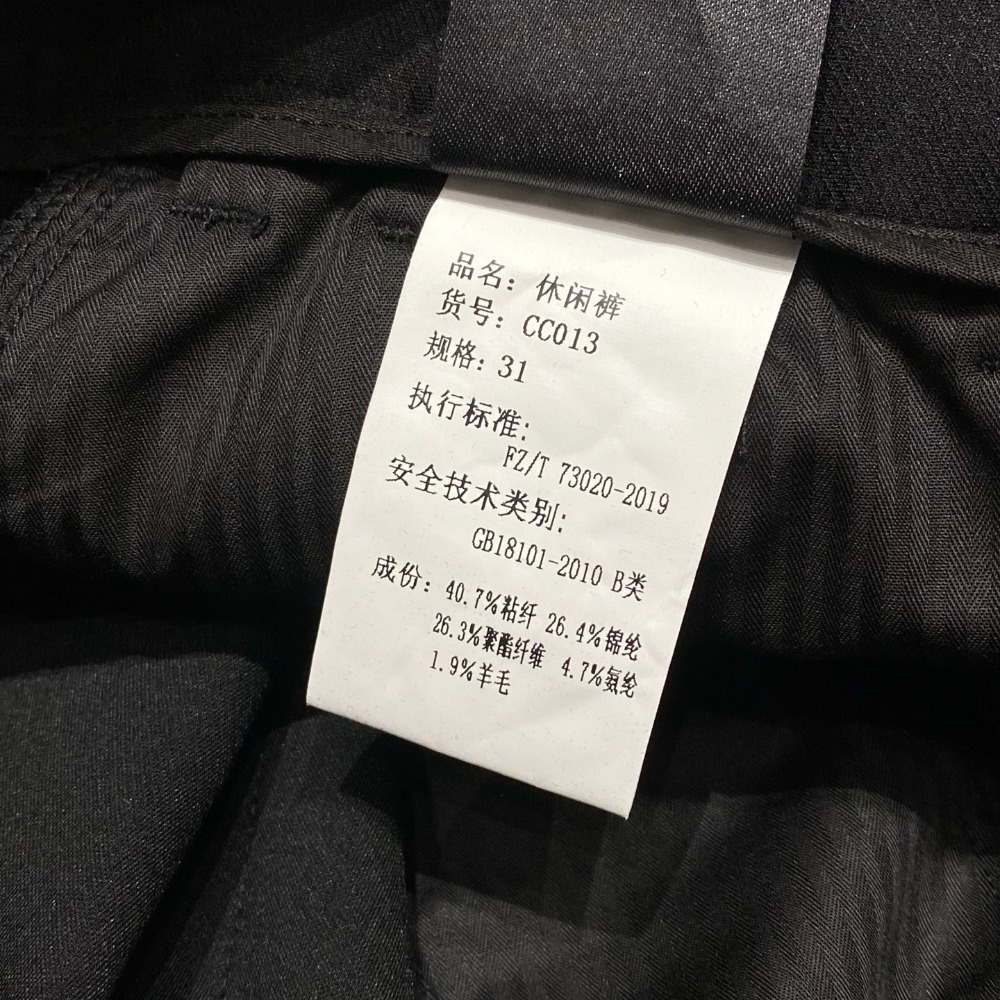 品名：休闲裤
货号：CC013
规格：31
执行标准：
FZ/T 73020-2019
安全技术类别：
GB18101-2010 B类
成份：40.7%粘纤 26.4%锦纶
26.3%聚酯纤维 4.7%氨纶
1.9%羊毛